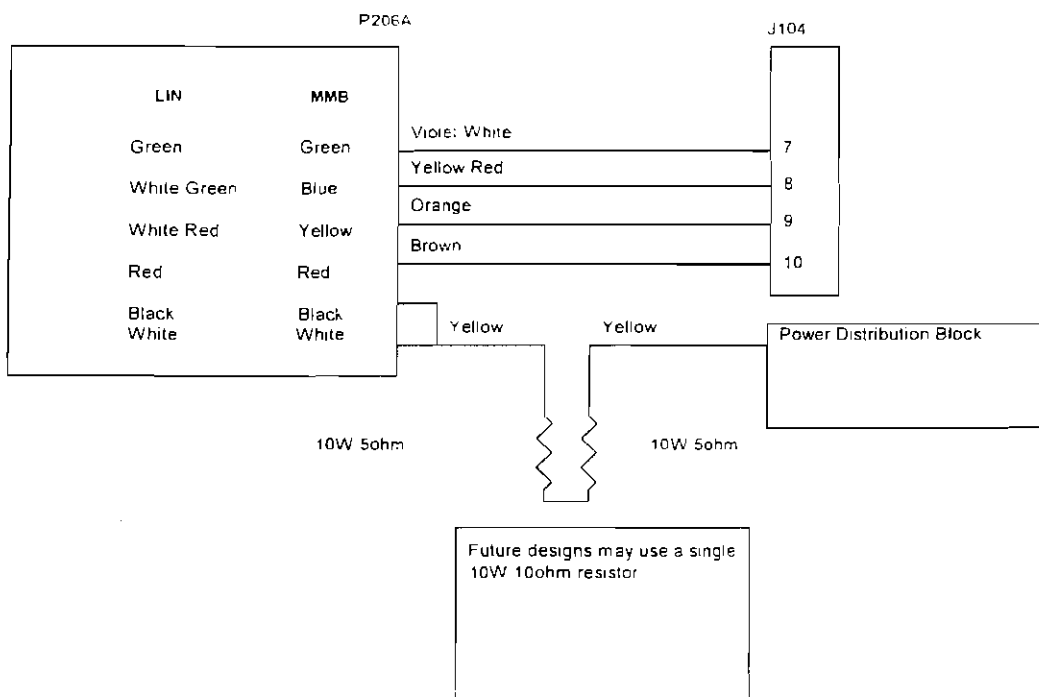 P206A
J104
LIN MMB
Green Green
White Green Blue
White Red Yellow
Red Red
Black Black
White White
Violet White
Yellow Red
Orange
Brown
7
8
9
10
Yellow Yellow
Power Distribution Block
10W 5ohm 10W 5ohm
Future designs may use a single
10W 10ohm resistor